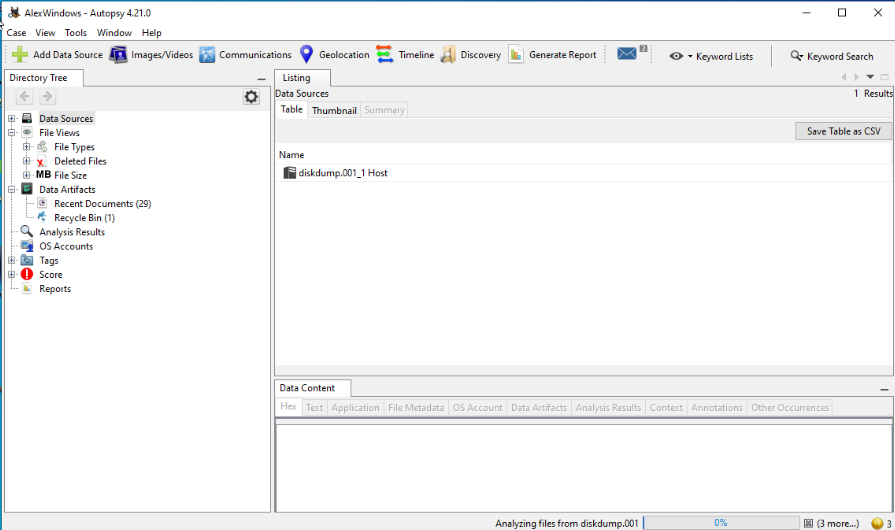 AlexWindows - Autopsy 4.21.0
Case View Tools Window Help
Add Data Source Images/Videos Communications Geolocation Timeline Discovery Generate Report 3 Keyword Lists Keyword Search
Directory Tree
Listing
Data Sources
1 Results
Table Thumbnail Summary
Save Table as CSV
Name
diskdump.001_1 Host
Data Sources
File Views
File Types
Deleted Files
MB File Size
Data Artifacts
Recent Documents (29)
Recycle Bin (1)
Analysis Results
OS Accounts
Tags
Score
Reports
Data Content
Hex Text Application File Metadata OS Account Data Artifacts Analysis Results Context Annotations Other Occurrences
Analyzing files from diskdump.001 0% (3 more...) 3